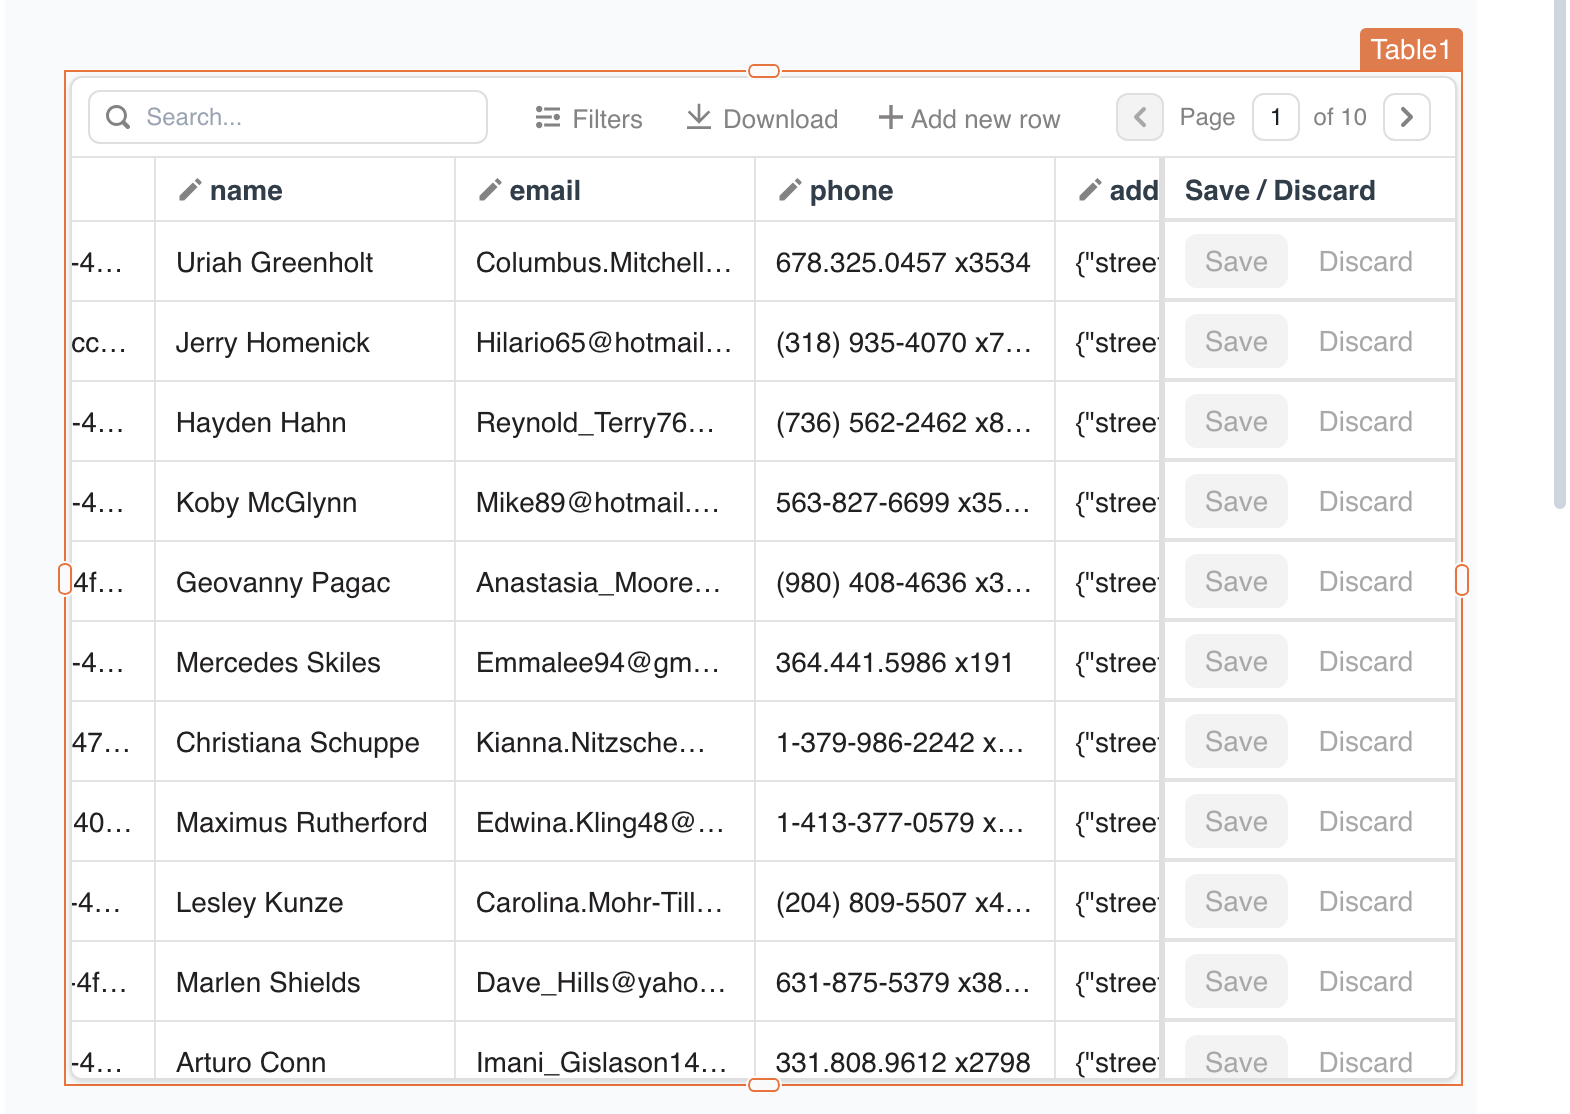 Table1
Search... Filters Download Add new row Page 1 of 10
name email phone add Save / Discard
-4… Uriah Greenholt Columbus.Mitchell… 678.325.0457 x3534 {"stree Save Discard
cc… Jerry Homenick Hilario65@hotmail… (318) 935-4070 x7… {"stree Save Discard
-4… Hayden Hahn Reynold_Terry76… (736) 562-2462 x8… {"stree Save Discard
-4… Koby McGlynn Mike89@hotmail.… 563-827-6699 x35… {"stree Save Discard
4f… Geovanny Pagac Anastasia_Moore… (980) 408-4636 x3… {"stree Save Discard
-4… Mercedes Skiles Emmalee94@gm… 364.441.5986 x191 {"stree Save Discard
47… Christiana Schuppe Kianna.Nitzsche… 1-379-986-2242 x… {"stree Save Discard
40… Maximus Rutherford Edwina.Kling48@… 1-413-377-0579 x… {"stree Save Discard
-4… Lesley Kunze Carolina.Mohr-Till… (204) 809-5507 x4… {"stree Save Discard
-4f… Marlen Shields Dave_Hills@yaho… 631-875-5379 x38… {"stree Save Discard
-4… Arturo Conn Imani_Gislason14… 331.808.9612 x2798 {"stree Save Discard